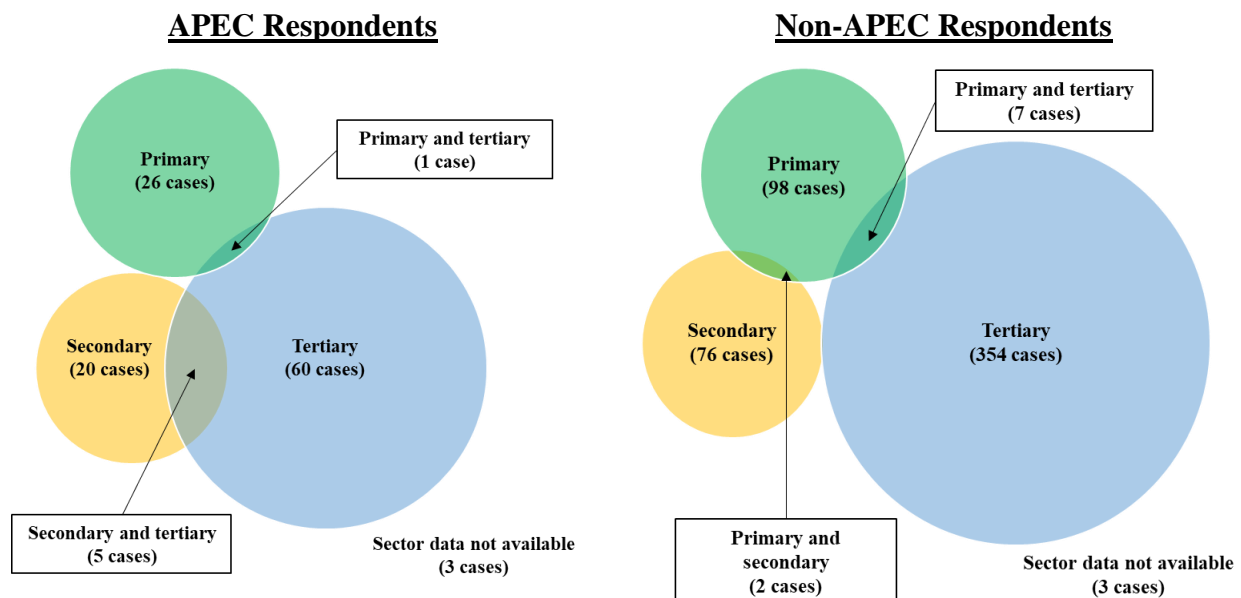 APEC Respondents
Primary
(26 cases)
Primary and tertiary
(1 case)
Secondary
(20 cases)
Tertiary
(60 cases)
Secondary and tertiary
(5 cases)
Sector data not available
(3 cases)
Non-APEC Respondents
Primary and tertiary
(7 cases)
Primary
(98 cases)
Secondary
(76 cases)
Tertiary
(354 cases)
Primary and
secondary
(2 cases)
Sector data not available
(3 cases)